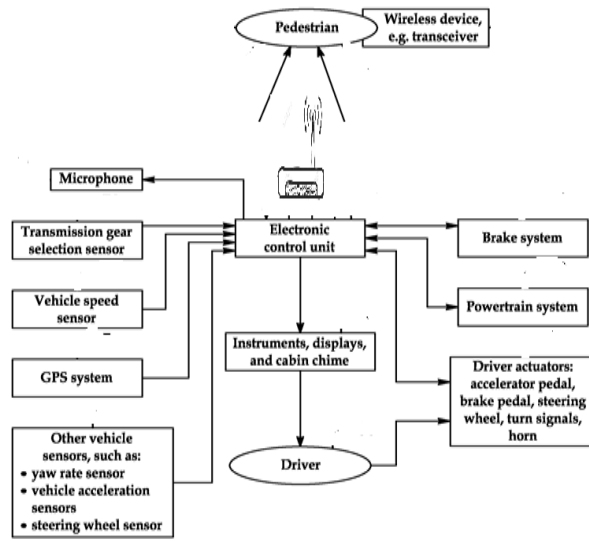 Pedestrian
Wireless device,
e.g. transceiver
Microphone
Transmission gear
selection sensor
Electronic
control unit
Brake system
Vehicle speed
sensor
Powertrain system
Instruments, displays,
and cabin chime
GPS system
Driver actuators:
accelerator pedal,
brake pedal, steering
wheel, turn signals,
horn
Other vehicle
sensors, such as:
• yaw rate sensor
• vehicle acceleration
sensors
• steering wheel sensor
Driver